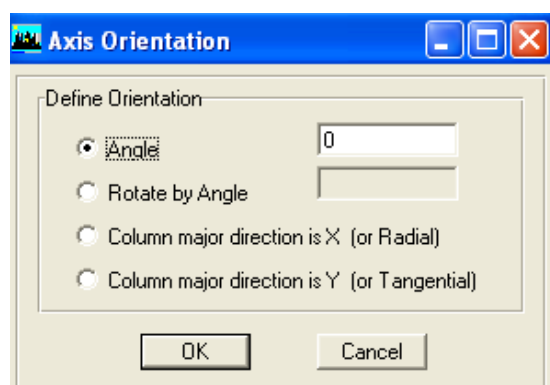 Axis Orientation
Define Orientation
Angle 0
Rotate by Angle
Column major direction is X (or Radial)
Column major direction is Y (or Tangential)
OK Cancel